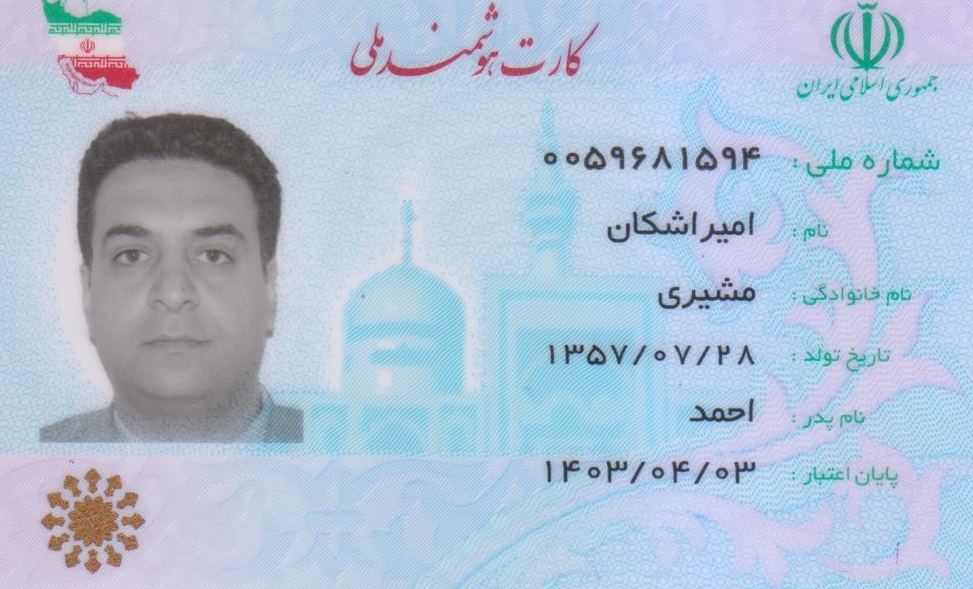 کارت هوشمند ملی
جمهوری اسلامی ایران
شماره ملی : ۰۰۵۹۶۸۱۵۹۴
نام : امیراشکان
نام خانوادگی : مشیری
تاریخ تولد : ۱۳۵۷/۰۷/۲۸
نام پدر : احمد
پایان اعتبار : ۱۴۰۳/۰۴/۰۳